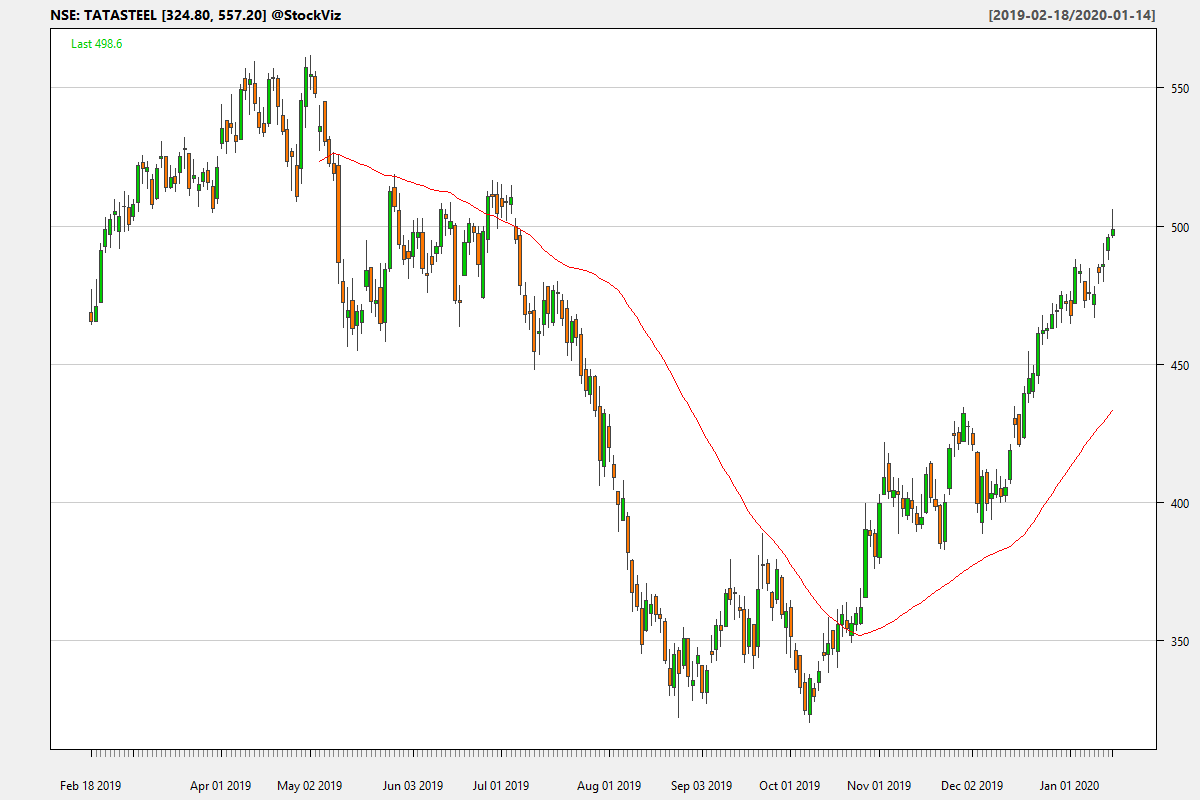 NSE: TATASTEEL [324.80, 557.20] @StockViz
[2019-02-18/2020-01-14]
Last 498.6
550
500
450
400
350
Feb 18 2019
Apr 01 2019
May 02 2019
Jun 03 2019
Jul 01 2019
Aug 01 2019
Sep 03 2019
Oct 01 2019
Nov 01 2019
Dec 02 2019
Jan 01 2020